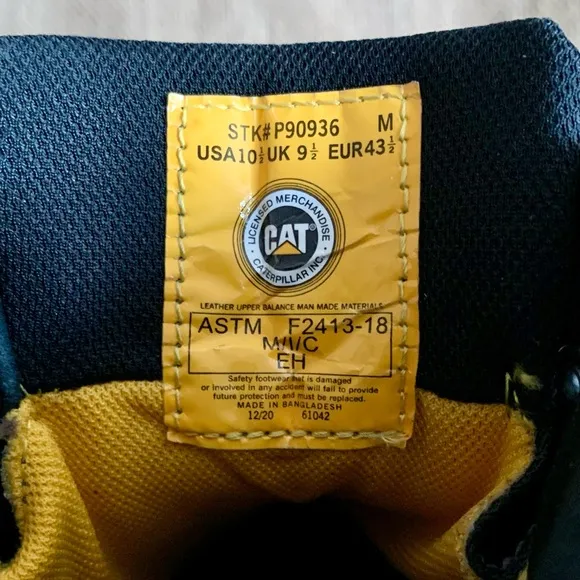 STK# P90936 M
USA10½ UK 9½ EUR43½
LICENSED MERCHANDISE
CAT
CATERPILLAR INC.
LEATHER UPPER BALANCE MAN MADE MATERIALS
ASTM F2413-18
M/I/C
EH
Safety footwear that is damaged
or involved in any accident will fail to provide
future protection and must be replaced.
MADE IN BANGLADESH
12/20 61042